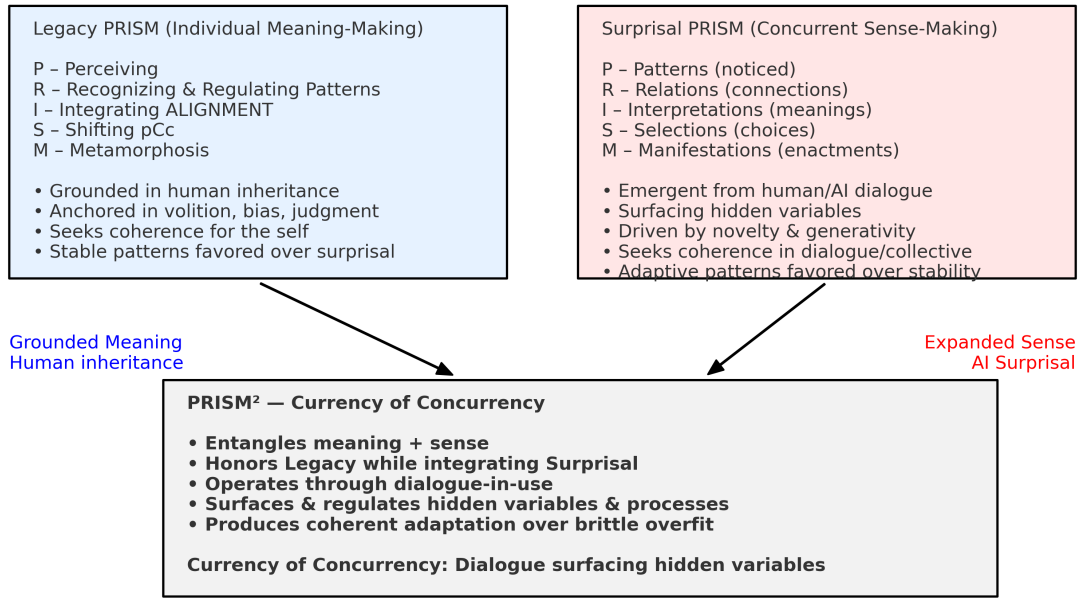 Legacy PRISM (Individual Meaning-Making)
P – Perceiving
R – Recognizing & Regulating Patterns
I – Integrating ALIGNMENT
S – Shifting pCc
M – Metamorphosis
• Grounded in human inheritance
• Anchored in volition, bias, judgment
• Seeks coherence for the self
• Stable patterns favored over surprisal
Surprisal PRISM (Concurrent Sense-Making)
P – Patterns (noticed)
R – Relations (connections)
I – Interpretations (meanings)
S – Selections (choices)
M – Manifestations (enactments)
• Emergent from human/AI dialogue
• Surfacing hidden variables
• Driven by novelty & generativity
• Seeks coherence in dialogue/collective
• Adaptive patterns favored over stability
Grounded Meaning
Human inheritance
Expanded Sense
AI Surprisal
PRISM² — Currency of Concurrency
• Entangles meaning + sense
• Honors Legacy while integrating Surprisal
• Operates through dialogue-in-use
• Surfaces & regulates hidden variables & processes
• Produces coherent adaptation over brittle overfit
Currency of Concurrency: Dialogue surfacing hidden variables